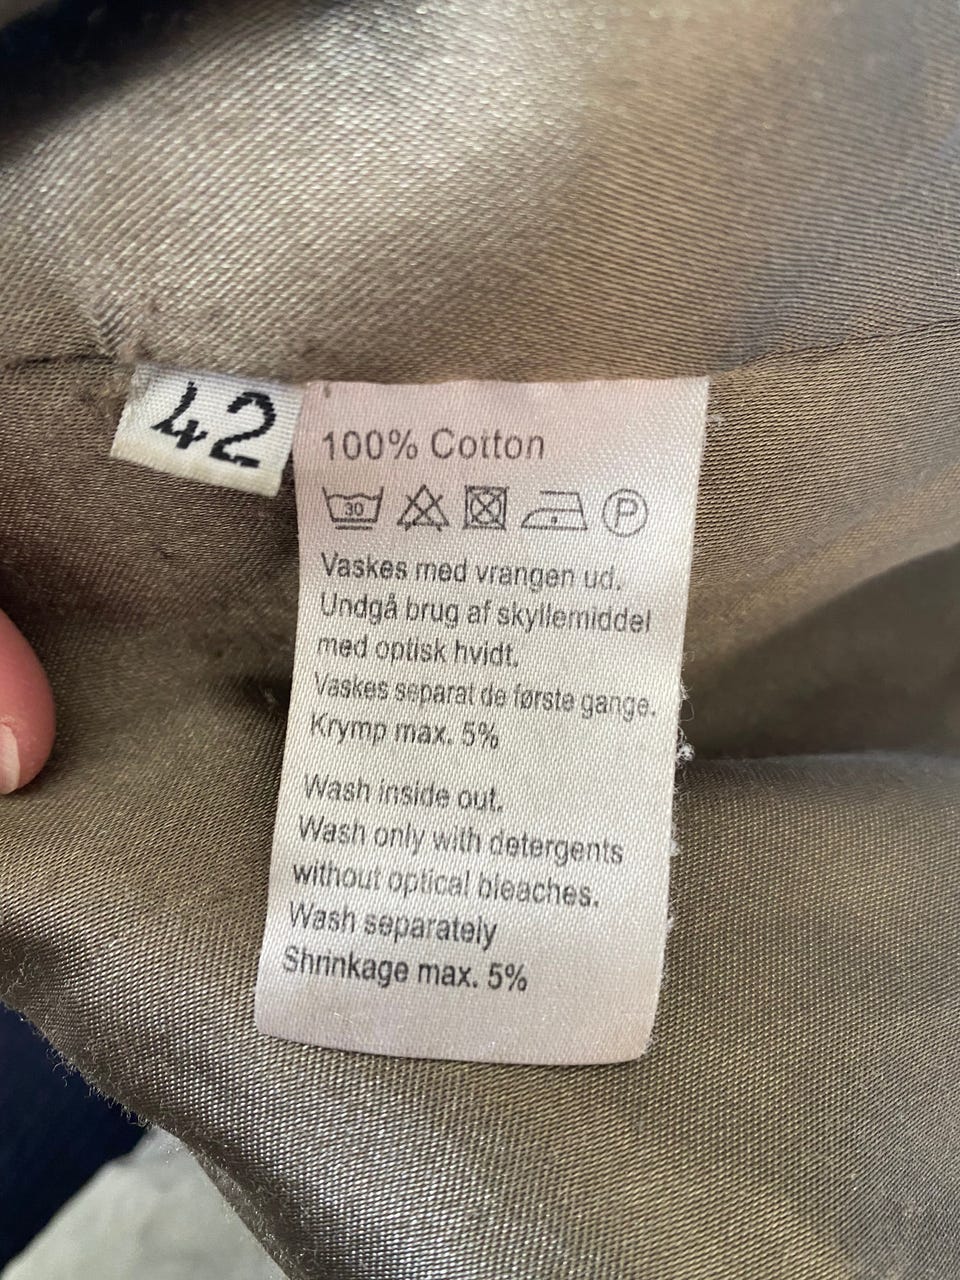 42
100% Cotton
30 P
Vaskes med vrangen ud.
Undgå brug af skyllemiddel
med optisk hvidt.
Vaskes separat de første gange.
Krymp max. 5%
Wash inside out.
Wash only with detergents
without optical bleaches.
Wash separately
Shrinkage max. 5%